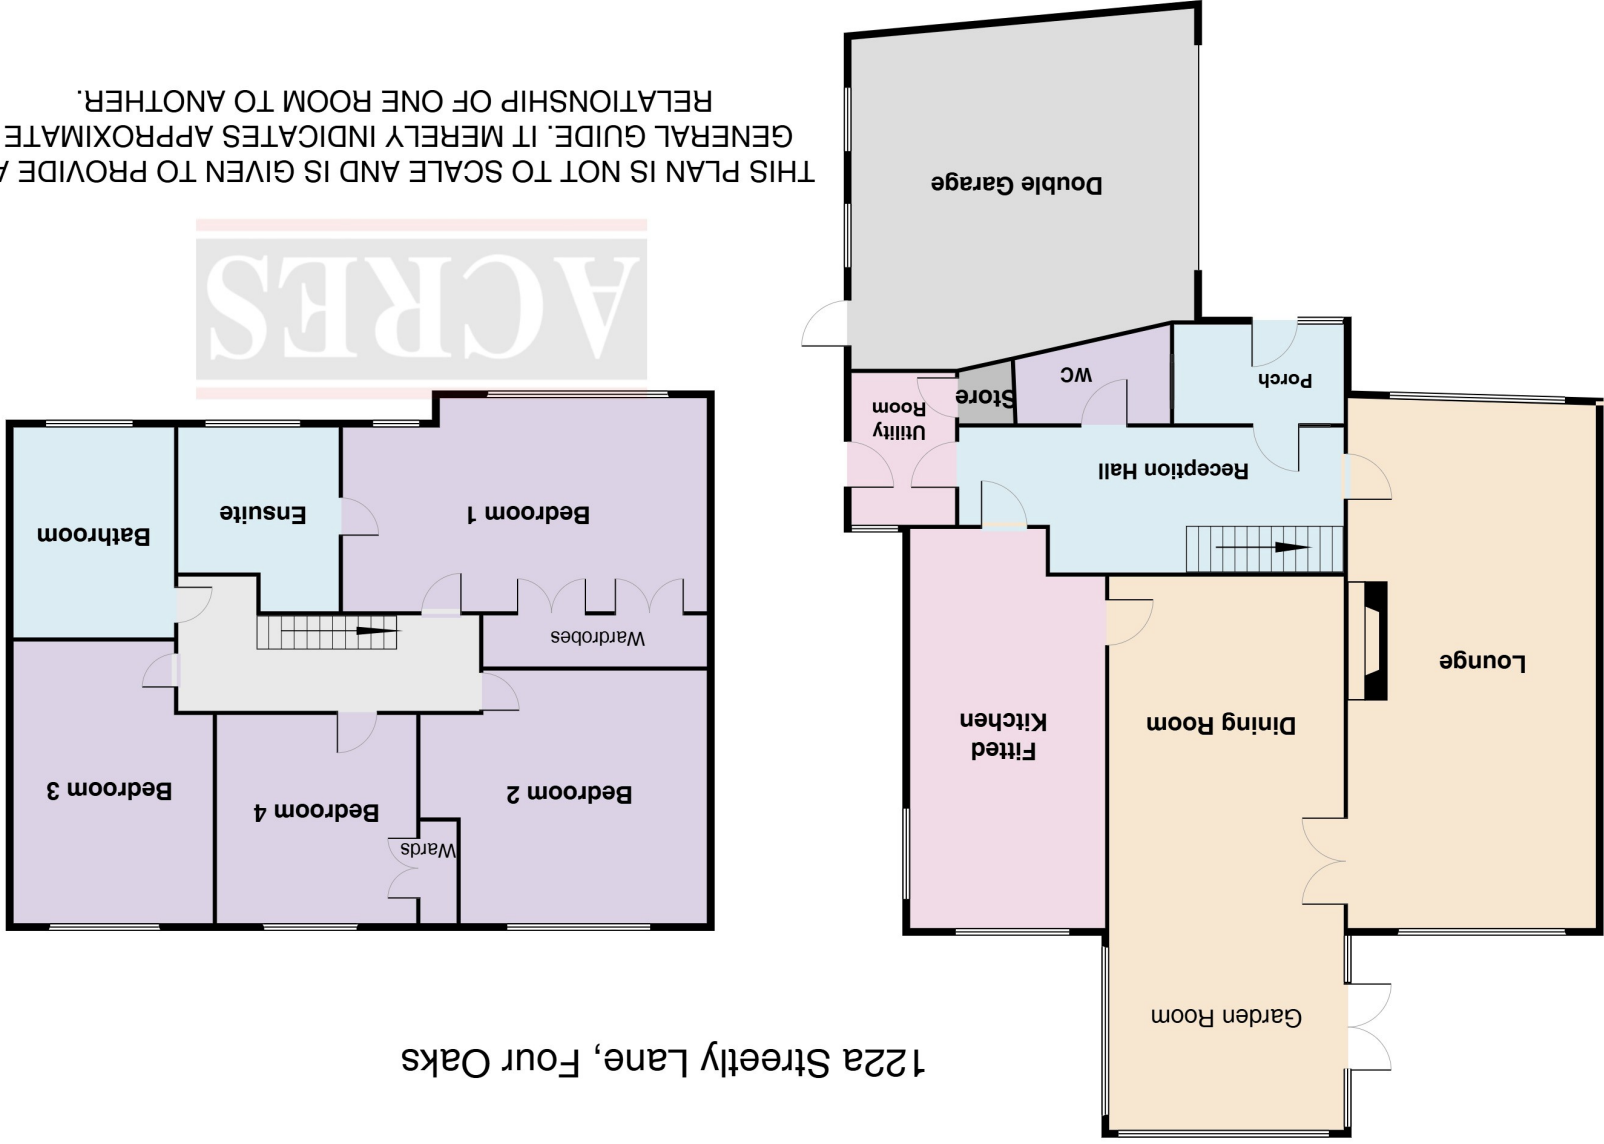 122a Streetly Lane, Four Oaks
Garden Room
Lounge
Dining Room
Fitted
Kitchen
Reception Hall
Porch
WC
Store
Utility
Room
Double Garage
Bedroom 2
Wards
Bedroom 4
Bedroom 3
Wardrobes
Bedroom 1
Ensuite
Bathroom
ACRES
THIS PLAN IS NOT TO SCALE AND IS GIVEN TO PROVIDE A
GENERAL GUIDE. IT MERELY INDICATES APPROXIMATE
RELATIONSHIP OF ONE ROOM TO ANOTHER.